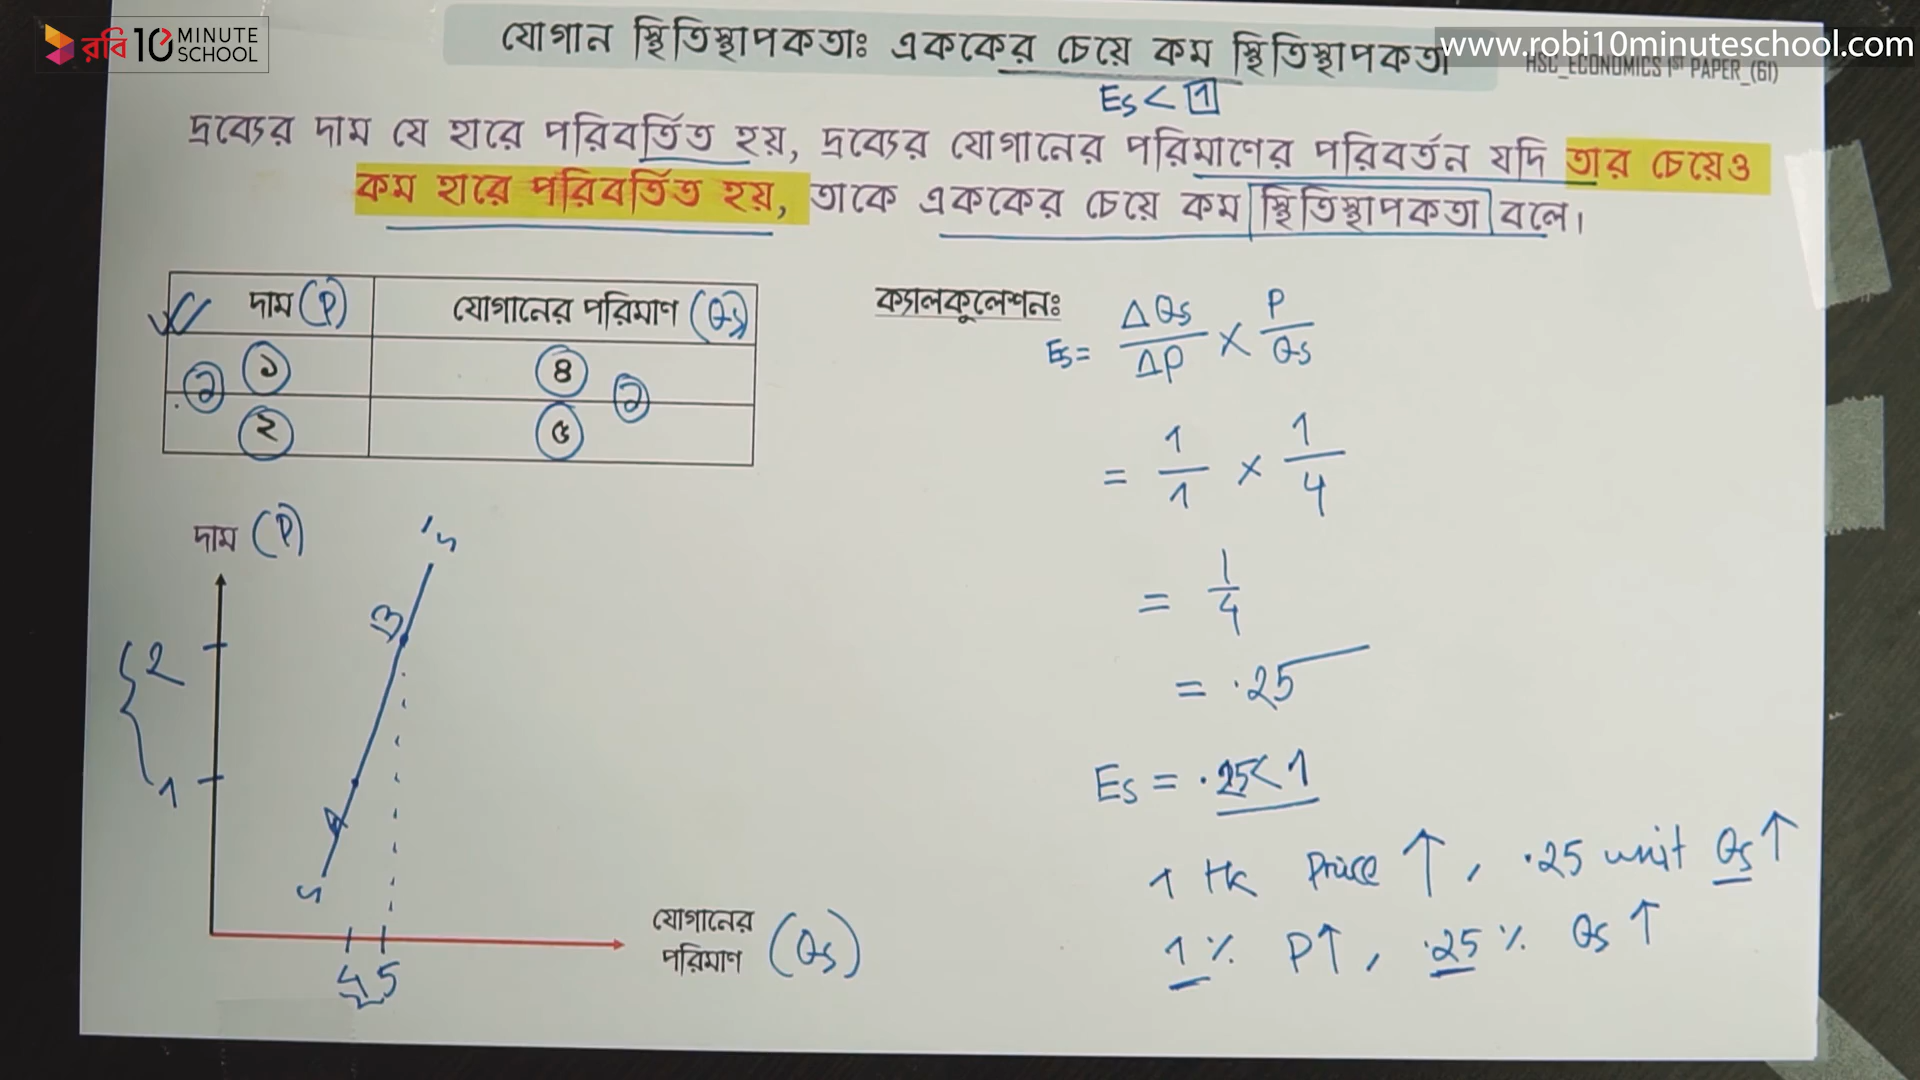 রবি 10 MINUTE SCHOOL
www.robi10minuteschool.com
যোগান স্থিতিস্থাপকতাঃ এককের চেয়ে কম স্থিতিস্থাপকতা
HSC_ECONOMICS 1ST PAPER_(61)
Es < 1
দ্রব্যের দাম যে হারে পরিবর্তিত হয়, দ্রব্যের যোগানের পরিমাণের পরিবর্তন যদি তার চেয়েও
কম হারে পরিবর্তিত হয়, তাকে এককের চেয়ে কম স্থিতিস্থাপকতা বলে।
দাম (P) যোগানের পরিমাণ (Qs)
১ ৪
১ ১
২ ৫
ক্যালকুলেশনঃ
Es = ΔQs/ΔP × P/Qs
= 1/1 × 1/4
= 1/4
= .25
Es = .25 < 1
1 tk Price ↑, .25 unit Qs ↑
1 % P↑, .25 % Qs ↑
দাম (P)
S
B
2
1
A
S
4 5
যোগানের
পরিমাণ (Qs)